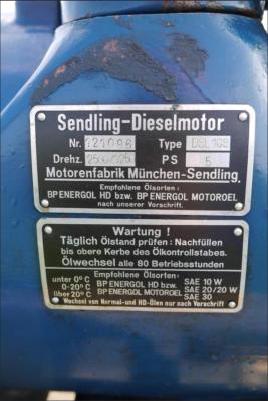 Sendling-Dieselmotor
Nr. Type
Drehz. PS 5
Motorenfabrik München-Sendling.
Empfohlene Ölsorten:
BP ENERGOL HD bzw. BP ENERGOL MOTOROEL
nach unserer Vorschrift.
Wartung !
Täglich Ölstand prüfen: Nachfüllen
bis obere Kerbe des Ölkontrollstabes.
Ölwechsel alle 80 Betriebsstunden
Empfohlene Ölsorten:
unter 0° C BP ENERGOL HD bzw. SAE 10 W
0-20° C BP ENERGOL MOTOROEL SAE 20/20 W
über 20° C SAE 30
Wechsel von Normal-und HD-Ölen nur nach Vorschrift